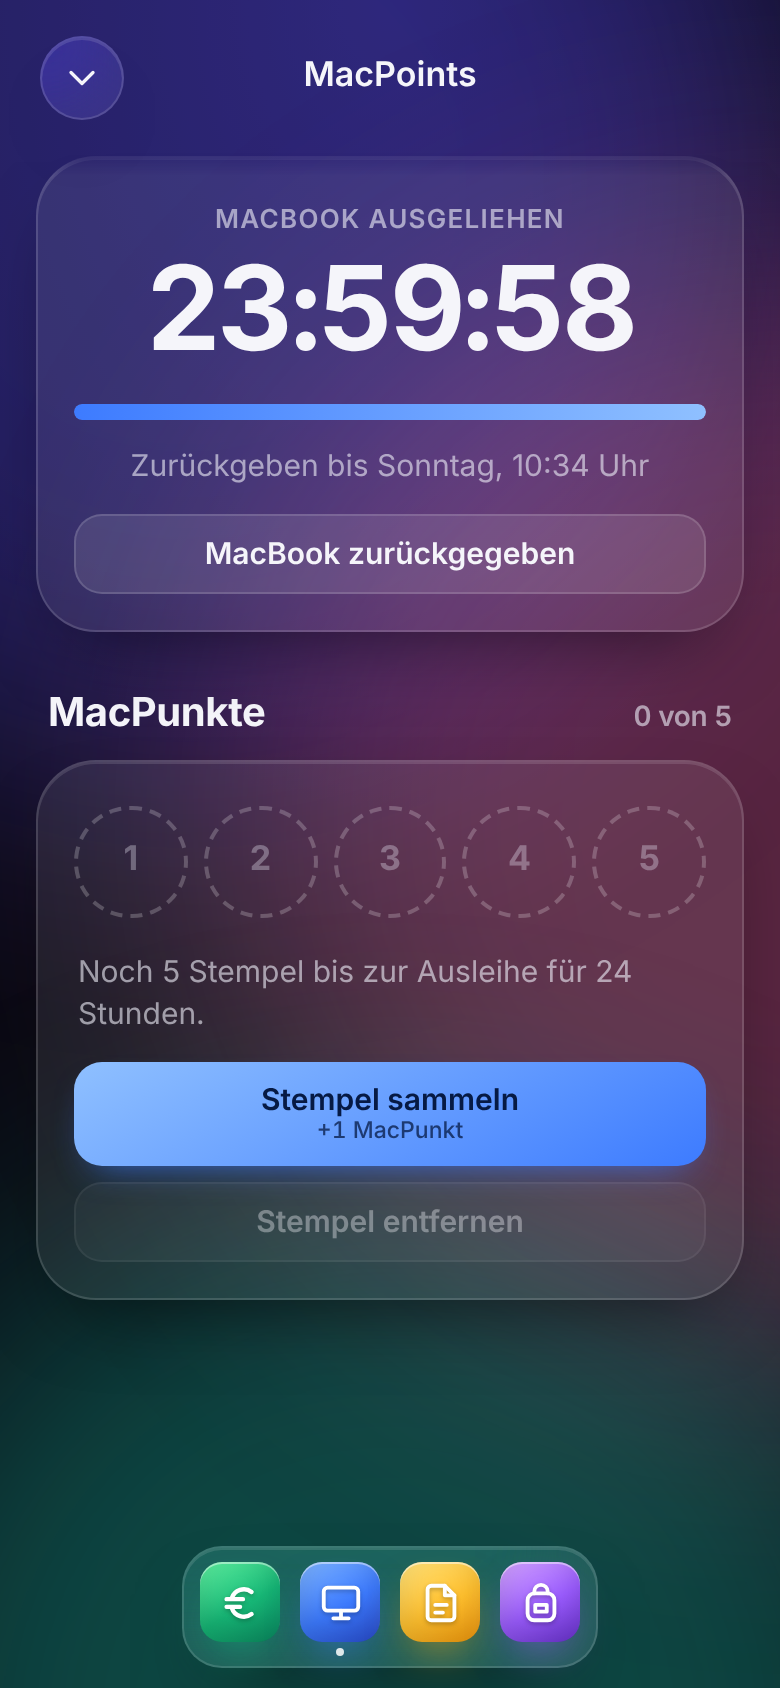 MacPoints
MACBOOK AUSGELIEHEN
23:59:58
Zurückgeben bis Sonntag, 10:34 Uhr
MacBook zurückgegeben
MacPunkte
0 von 5
1 2 3 4 5
Noch 5 Stempel bis zur Ausleihe für 24
Stunden.
Stempel sammeln
+1 MacPunkt
Stempel entfernen
€